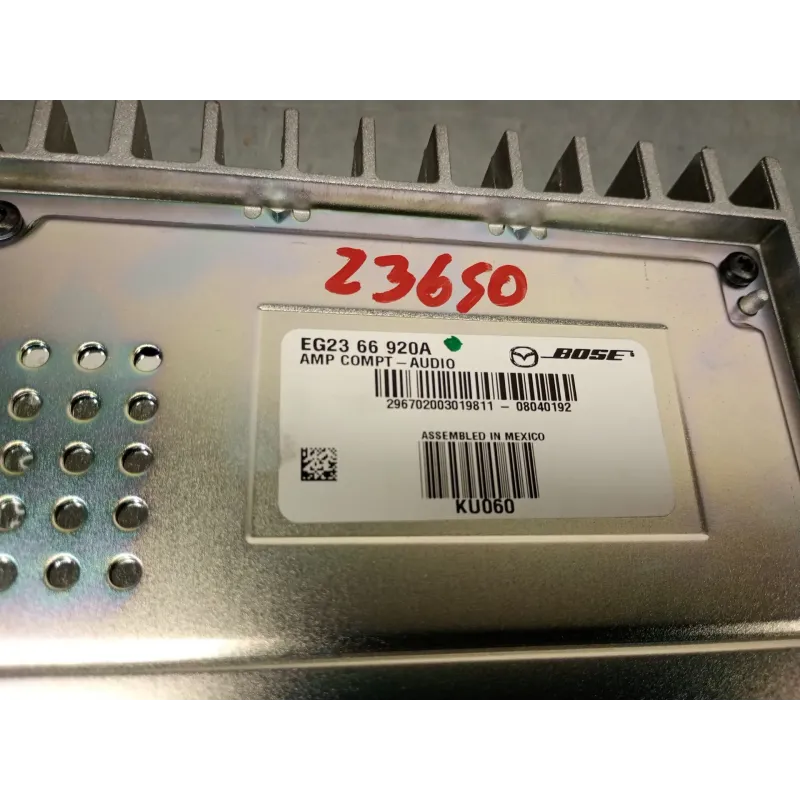 23650
EG23 66 920A
BOSE
AMP COMPT - AUDIO
296702003019811 - 08040192
ASSEMBLED IN MEXICO
KU060